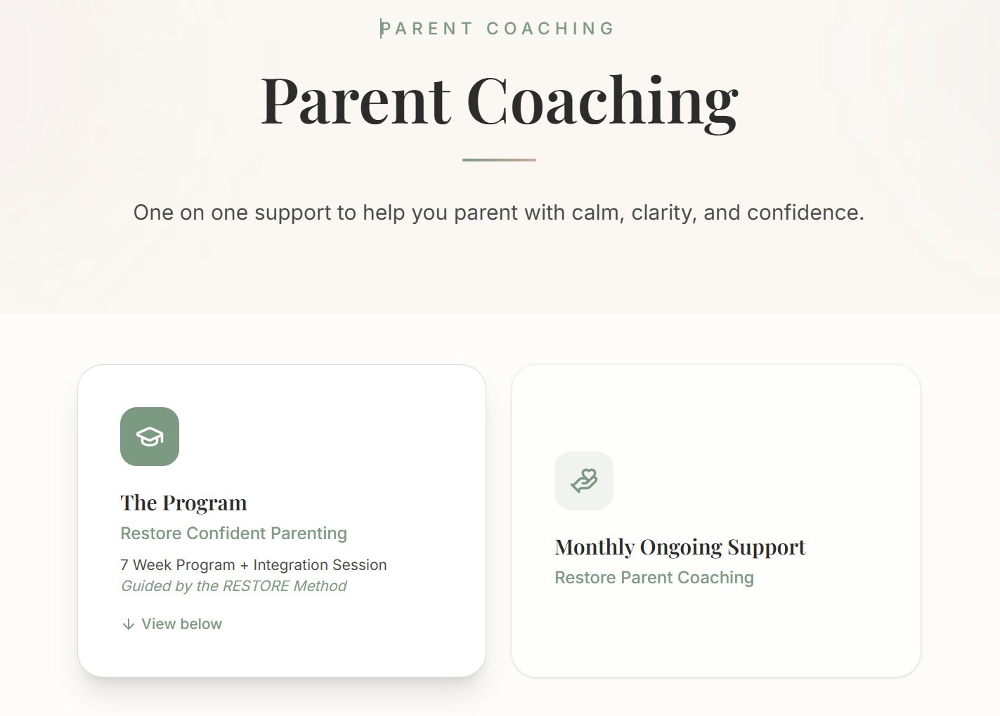 PARENT COACHING
Parent Coaching
One on one support to help you parent with calm, clarity, and confidence.
The Program
Restore Confident Parenting
7 Week Program + Integration Session
Guided by the RESTORE Method
View below
Monthly Ongoing Support
Restore Parent Coaching